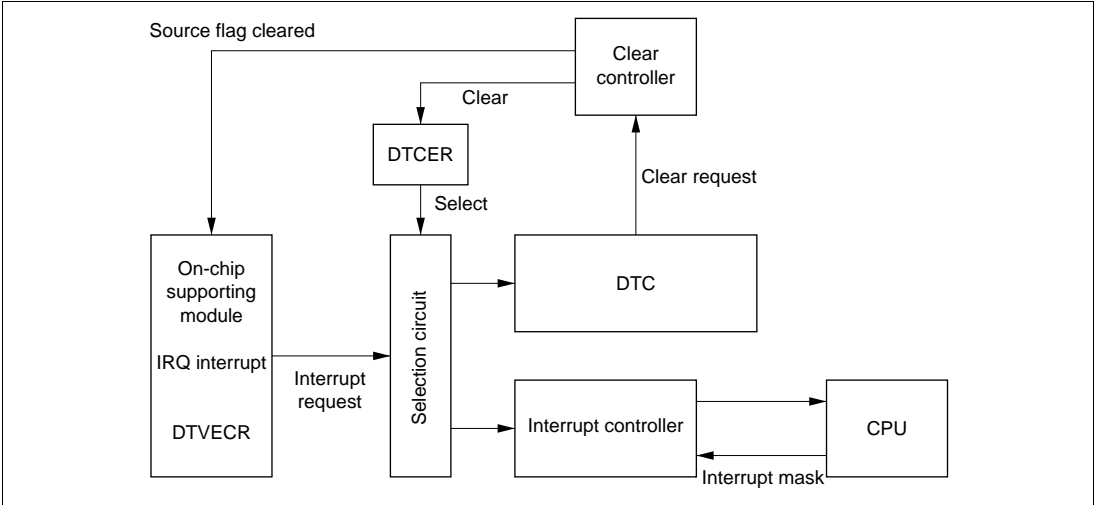 Source flag cleared
Clear
controller
Clear
DTCER
Clear request
Select
On-chip
supporting
module
IRQ interrupt
DTVECR
Interrupt
request
Selection circuit
DTC
Interrupt controller
CPU
Interrupt mask